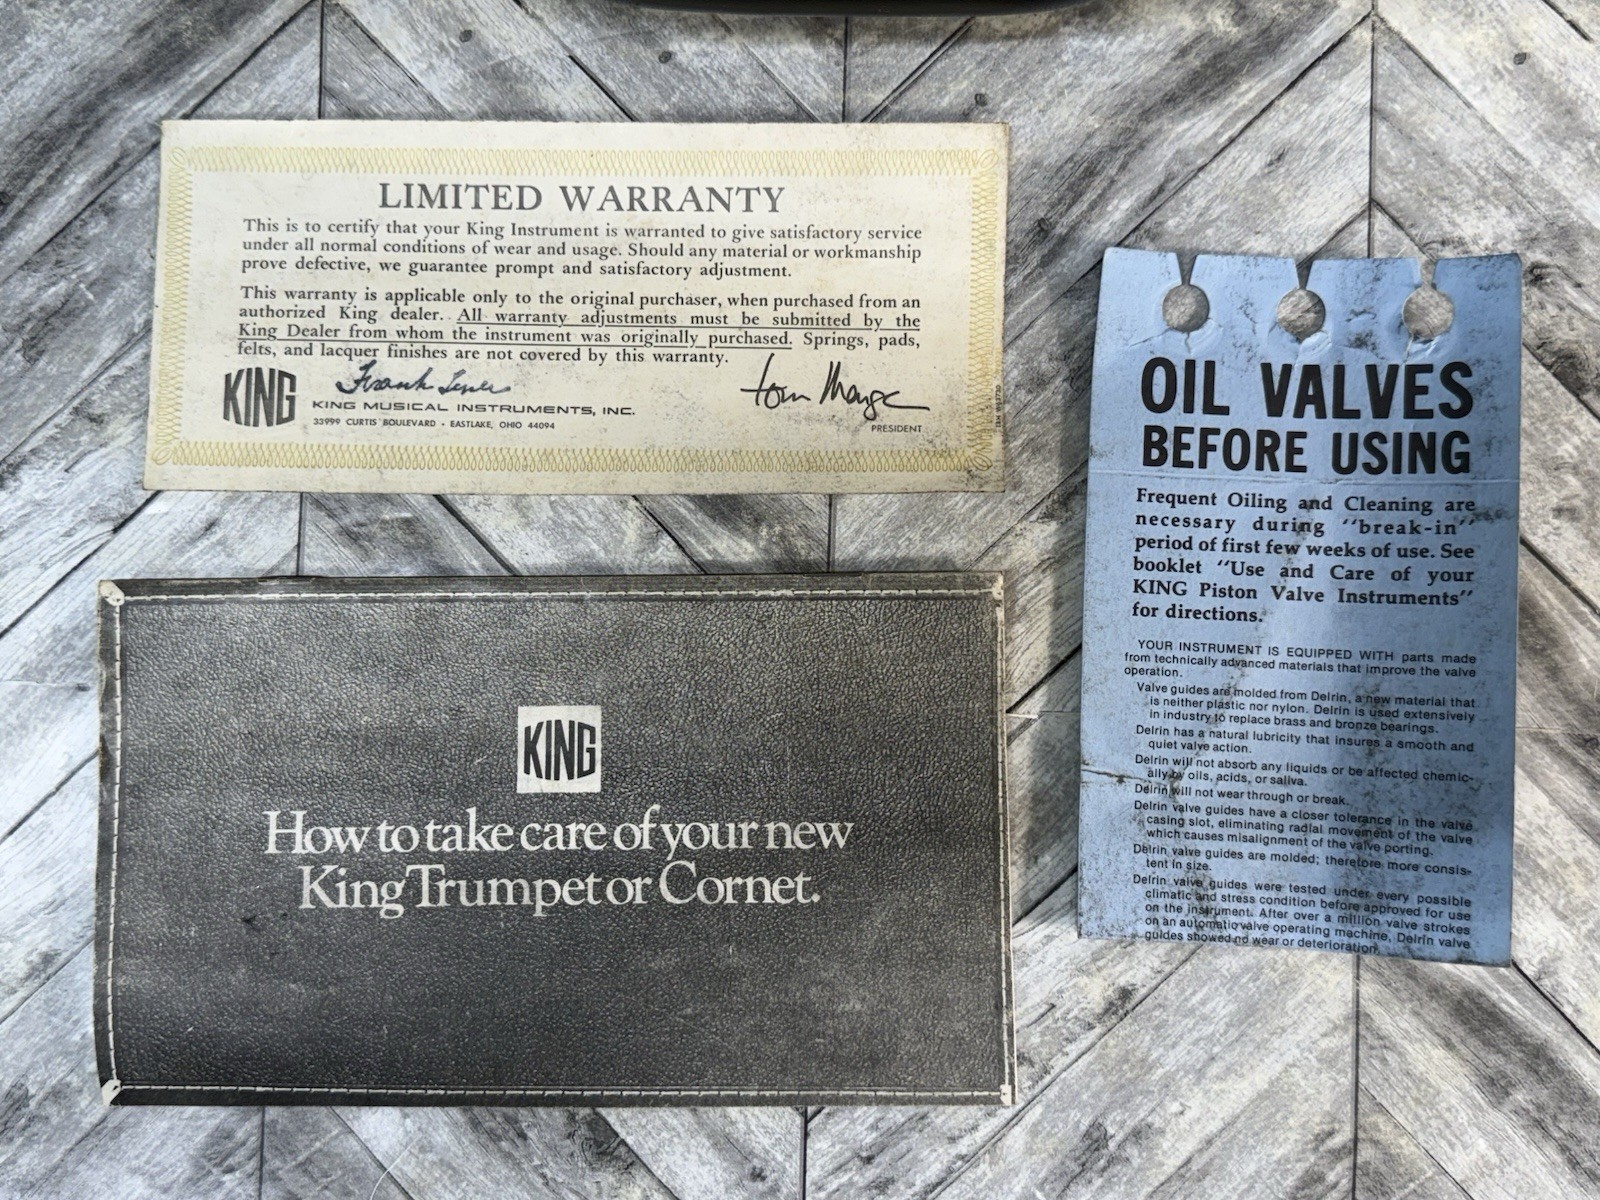 LIMITED WARRANTY
This is to certify that your King Instrument is warranted to give satisfactory service
under all normal conditions of wear and usage. Should any material or workmanship
prove defective, we guarantee prompt and satisfactory adjustment.
This warranty is applicable only to the original purchaser, when purchased from an
authorized King dealer. All warranty adjustments must be submitted by the
King Dealer from whom the instrument was originally purchased. Springs, pads,
felts, and lacquer finishes are not covered by this warranty.
KING
Frank
KING MUSICAL INSTRUMENTS, INC.
33999 CURTIS BOULEVARD • EASTLAKE, OHIO 44094
Tom
PRESIDENT
KING
How to take care of your new
King Trumpet or Cornet.
OIL VALVES
BEFORE USING
Frequent Oiling and Cleaning are
necessary during "break-in"
period of first few weeks of use. See
booklet "Use and Care of your
KING Piston Valve Instruments"
for directions.
YOUR INSTRUMENT IS EQUIPPED WITH parts made
from technically advanced materials that improve the valve
operation.
Valve guides are molded from Delrin, a new material that
is neither plastic nor nylon. Delrin is used extensively
in industry to replace brass and bronze bearings.
Delrin has a natural lubricity that insures a smooth and
quiet valve action.
Delrin will not absorb any liquids or be affected chemic-
ally by oils, acids, or saliva.
Delrin will not wear through or break.
Delrin valve guides have a closer tolerance in the valve
casing slot, eliminating radial movement of the valve
which causes misalignment of the valve porting.
Delrin valve guides are molded; therefore more consis-
tent in size.
Delrin valve guides were tested under every possible
climatic and stress condition before approved for use
on the instrument. After over a million valve strokes
on an automatic valve operating machine, Delrin valve
guides showed no wear or deterioration.